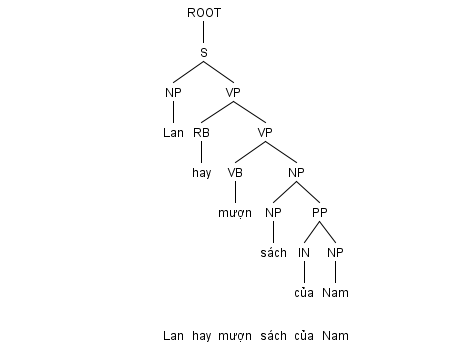 ROOT
S
NP VP
Lan RB VP
hay VB NP
mượn NP PP
sách IN NP
của Nam
Lan hay mượn sách của Nam